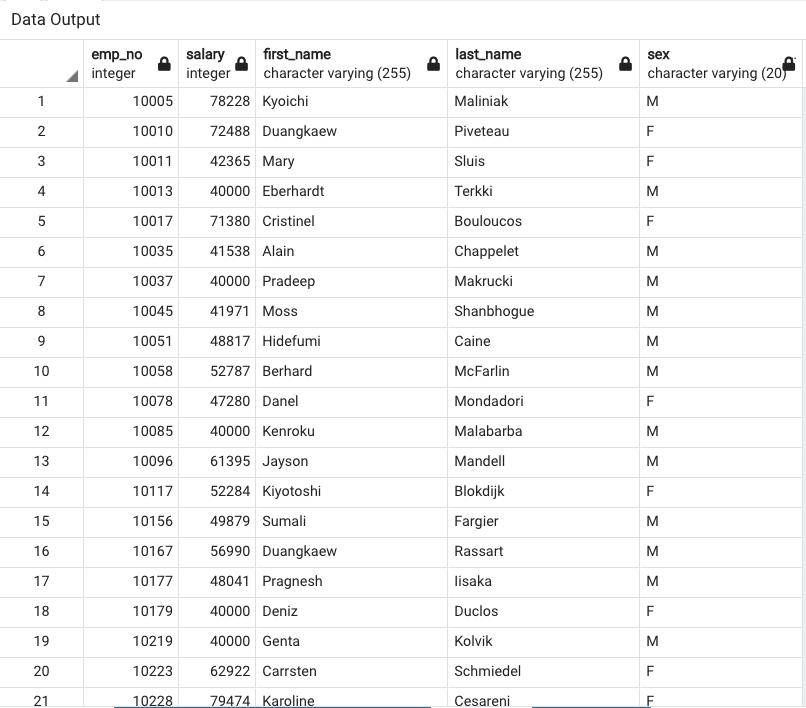 Data Output
emp_no salary first_name last_name sex
integer integer character varying (255) character varying (255) character varying (20)
1 10005 78228 Kyoichi Maliniak M
2 10010 72488 Duangkaew Piveteau F
3 10011 42365 Mary Sluis F
4 10013 40000 Eberhardt Terkki M
5 10017 71380 Cristinel Bouloucos F
6 10035 41538 Alain Chappelet M
7 10037 40000 Pradeep Makrucki M
8 10045 41971 Moss Shanbhogue M
9 10051 48817 Hidefumi Caine M
10 10058 52787 Berhard McFarlin M
11 10078 47280 Danel Mondadori F
12 10085 40000 Kenroku Malabarba M
13 10096 61395 Jayson Mandell M
14 10117 52284 Kiyotoshi Blokdijk F
15 10156 49879 Sumali Fargier M
16 10167 56990 Duangkaew Rassart M
17 10177 48041 Pragnesh Iisaka M
18 10179 40000 Deniz Duclos F
19 10219 40000 Genta Kolvik M
20 10223 62922 Carrsten Schmiedel F
21 10228 79474 Karoline Cesareni F